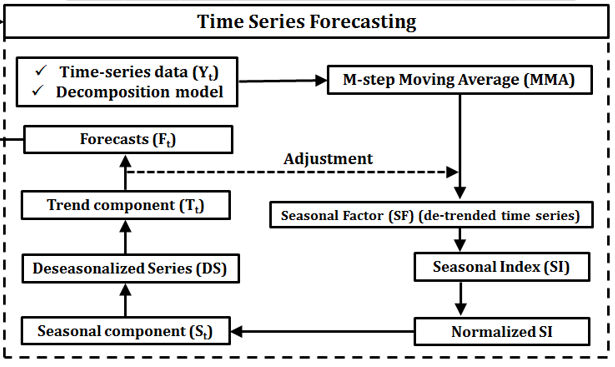 Time Series Forecasting
✓ Time-series data (Yt)
✓ Decomposition model
M-step Moving Average (MMA)
Forecasts (Ft)
Adjustment
Trend component (Tt)
Seasonal Factor (SF) (de-trended time series)
Deseasonalized Series (DS)
Seasonal Index (SI)
Seasonal component (St)
Normalized SI